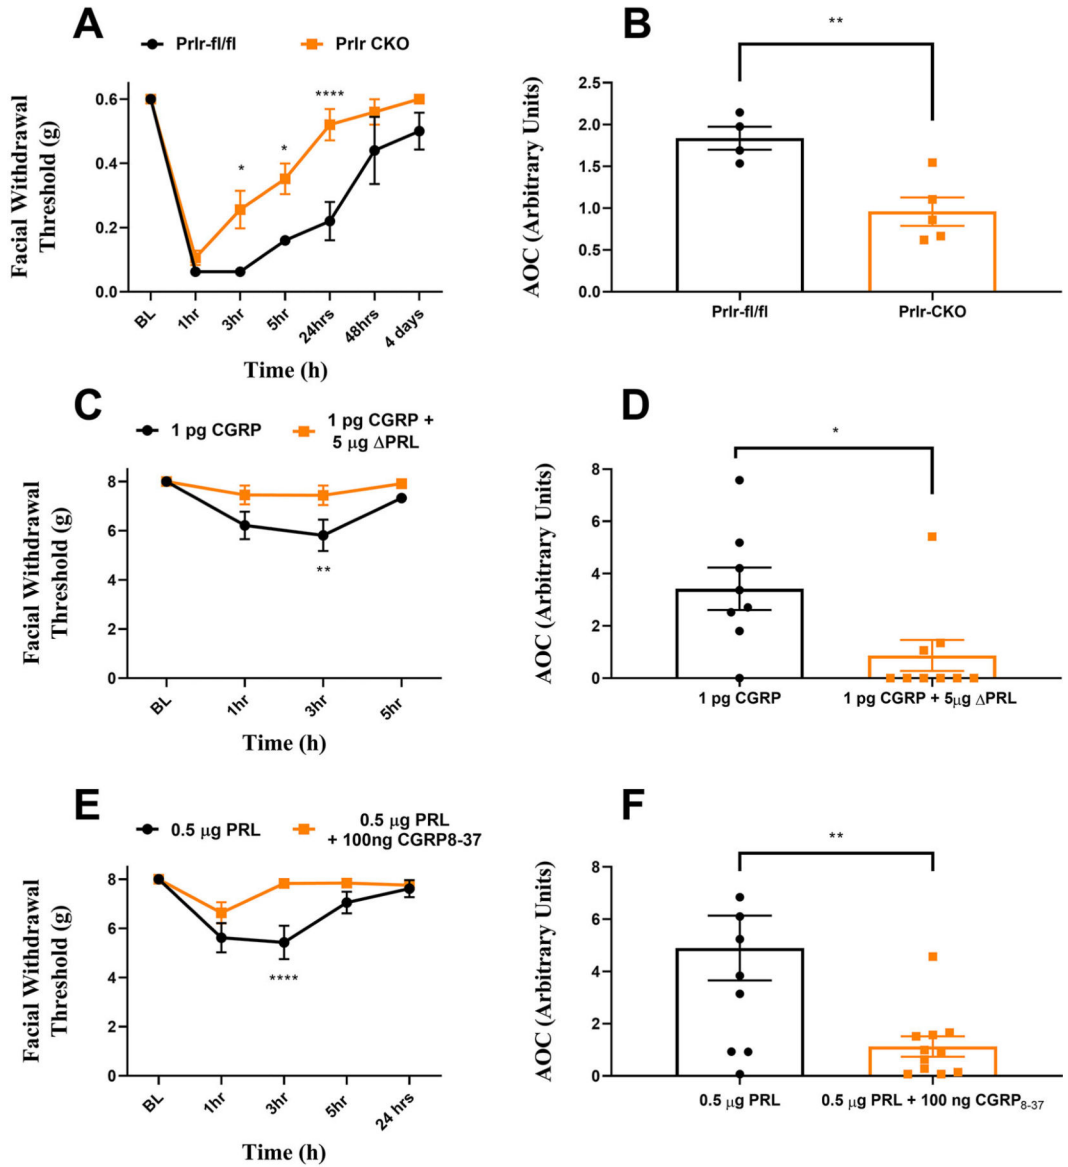 A
Prlr-fl/fl
Prlr CKO
Facial Withdrawal
Threshold (g)
0.6
0.4
0.2
0.0
*
*
****
BL
1hr
3hr
5hr
24hrs
48hrs
4 days
Time (h)
B
**
AOC (Arbitrary Units)
2.5
2.0
1.5
1.0
0.5
0.0
Prlr-fl/fl
Prlr-CKO
C
1 pg CGRP
1 pg CGRP +
5 μg ΔPRL
Facial Withdrawal
Threshold (g)
8
6
4
2
0
**
BL
1hr
3hr
5hr
Time (h)
D
*
AOC (Arbitrary Units)
8
6
4
2
0
1 pg CGRP
1 pg CGRP + 5μg ΔPRL
E
0.5 μg PRL
0.5 μg PRL
+ 100ng CGRP8-37
Facial Withdrawal
Threshold (g)
8
6
4
2
0
****
BL
1hr
3hr
5hr
24 hrs
Time (h)
F
**
AOC (Arbitrary Units)
8
6
4
2
0
0.5 μg PRL
0.5 μg PRL + 100 ng CGRP8-37